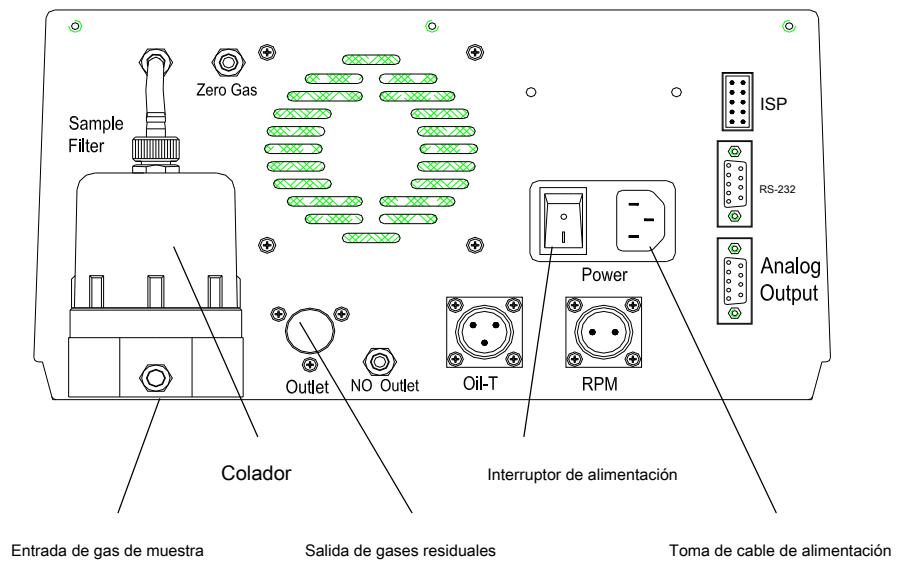 Zero Gas
Sample
Filter
ISP
RS-232
Power
Analog
Output
Outlet
NO Outlet
Oil-T
RPM
Colador
Interruptor de alimentación
Entrada de gas de muestra
Salida de gases residuales
Toma de cable de alimentación